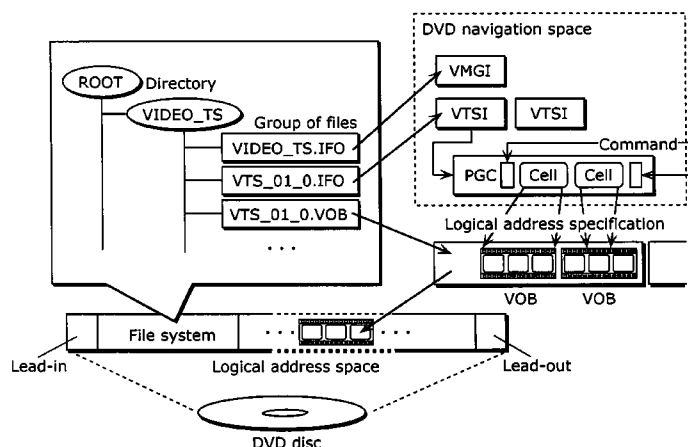 DVD navigation space
ROOT
Directory
VMGI
VIDEO_TS
Group of files
VTSI
VTSI
VIDEO_TS.IFO
Command
VTS_01_0.IFO
PGC
Cell
Cell
VTS_01_0.VOB
Logical address specification
. . .
VOB
VOB
File system
. . .
. . .
Lead-in
Logical address space
Lead-out
DVD disc